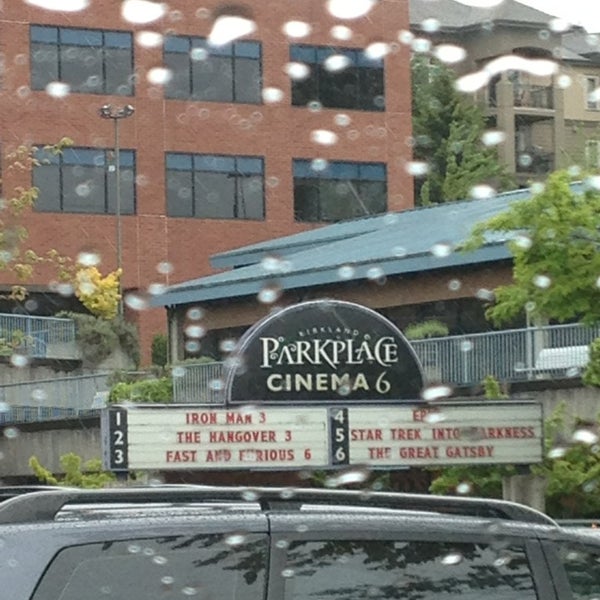 KIRKLAND
PARKPLACE
CINEMA 6
1 IRON MAN 3
2 THE HANGOVER 3
3 FAST AND FURIOUS 6
4 EPIC
5 STAR TREK INTO DARKNESS
6 THE GREAT GATSBY